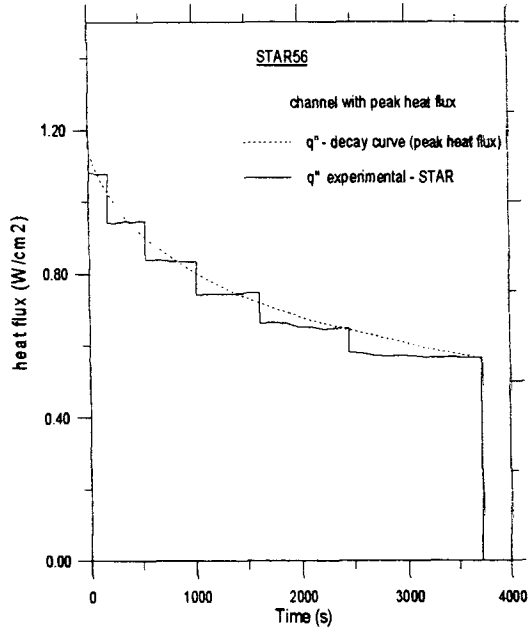 STAR56
channel with peak heat flux
q" - decay curve (peak heat flux)
q" experimental - STAR
heat flux (W/cm2)
1.20
0.80
0.40
0.00
0 1000 2000 3000 4000
Time (s)